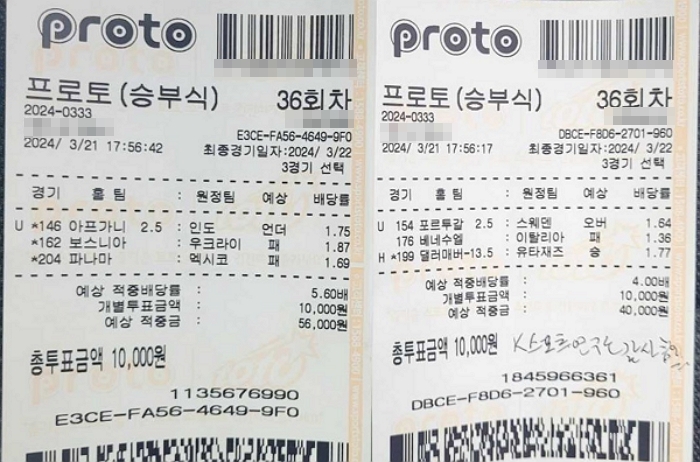 proto
프로토(승부식) 36회차
2024-0333
E3CE-FA56-4649-9F0
2024/ 3/21 17:56:42 최종경기일자:2024/ 3/22
3경기 선택
경기 홈팀 : 원정팀 예상 배당률
U *146 아프가니 2.5 : 인도 언더 1.75
*162 보스니아 : 우크라이 패 1.87
*204 파나마 : 멕시코 패 1.69
예상 적중배당률 : 5.60배
개별투표금액 : 10,000원
예상 적중금 : 56,000원
총투표금액 10,000원
1135676990
E3CE-FA56-4649-9F0
proto
프로토(승부식) 36회차
2024-0333
DBCE-F8D6-2701-960
2024/ 3/21 17:56:17 최종경기일자:2024/ 3/22
3경기 선택
경기 홈팀 : 원정팀 예상 배당률
U 154 포르투갈 2.5 : 스웨덴 오버 1.64
176 베네수엘 : 이탈리아 패 1.36
H *199 댈러매버-13.5 : 유타재즈 승 1.77
예상 적중배당률 : 4.00배
개별투표금액 : 10,000원
예상 적중금 : 40,000원
총투표금액 10,000원
1845966361
DBCE-F8D6-2701-960